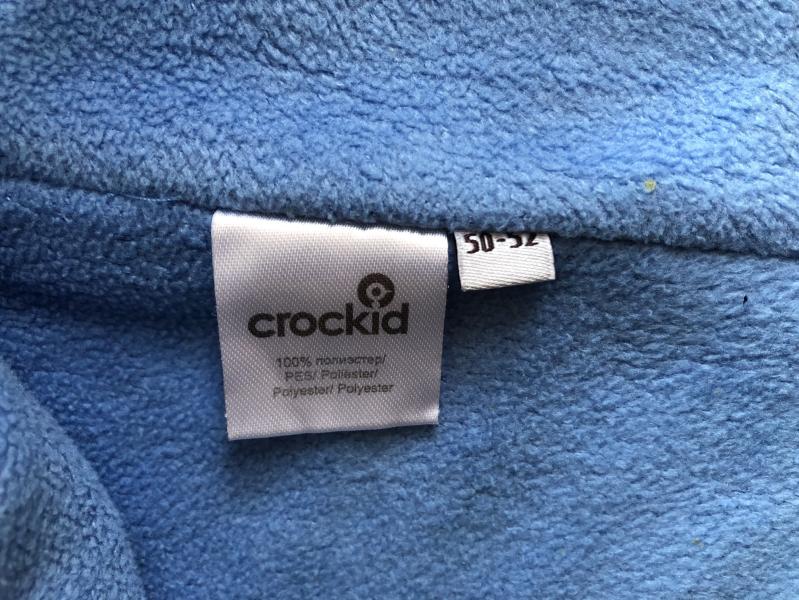 50-52
crockid
100% полиэстер/
PES/ Poliester/
Polyester/ Polyester